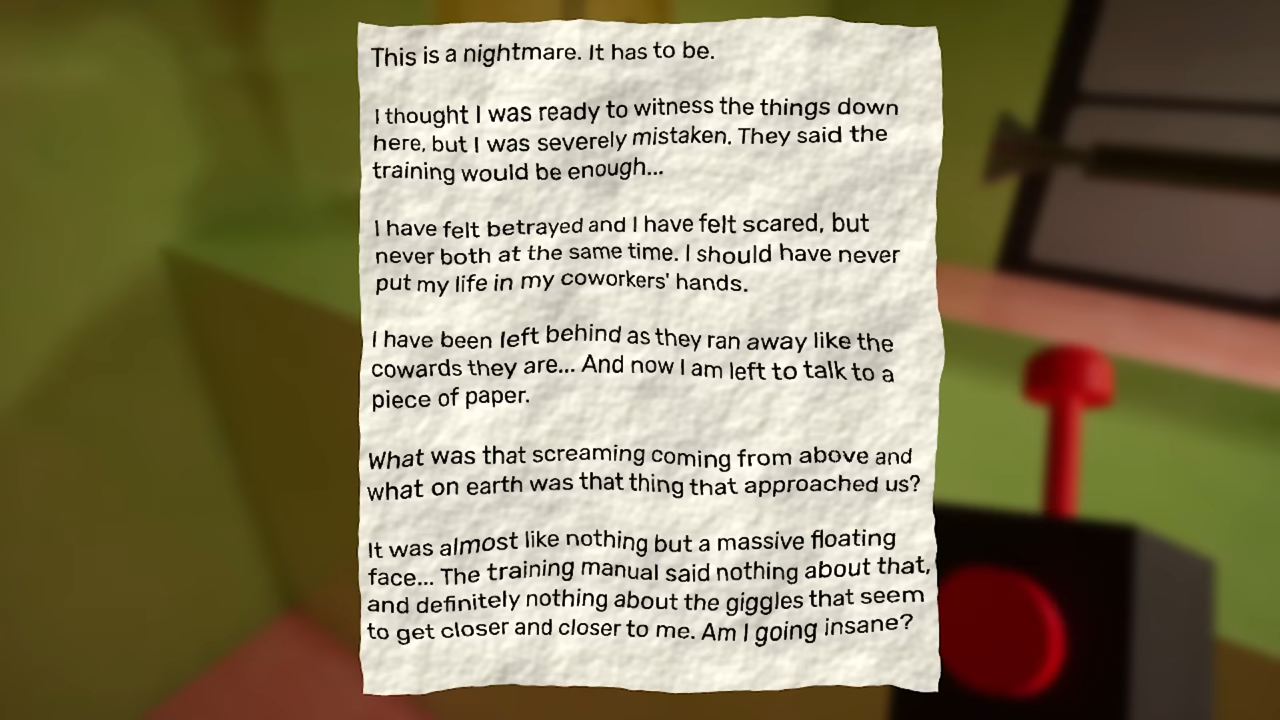 This is a nightmare. It has to be.
I thought I was ready to witness the things down
here, but I was severely mistaken. They said the
training would be enough...
I have felt betrayed and I have felt scared, but
never both at the same time. I should have never
put my life in my coworkers' hands.
I have been left behind as they ran away like the
cowards they are... And now I am left to talk to a
piece of paper.
What was that screaming coming from above and
what on earth was that thing that approached us?
It was almost like nothing but a massive floating
face... The training manual said nothing about that,
and definitely nothing about the giggles that seem
to get closer and closer to me. Am I going insane?